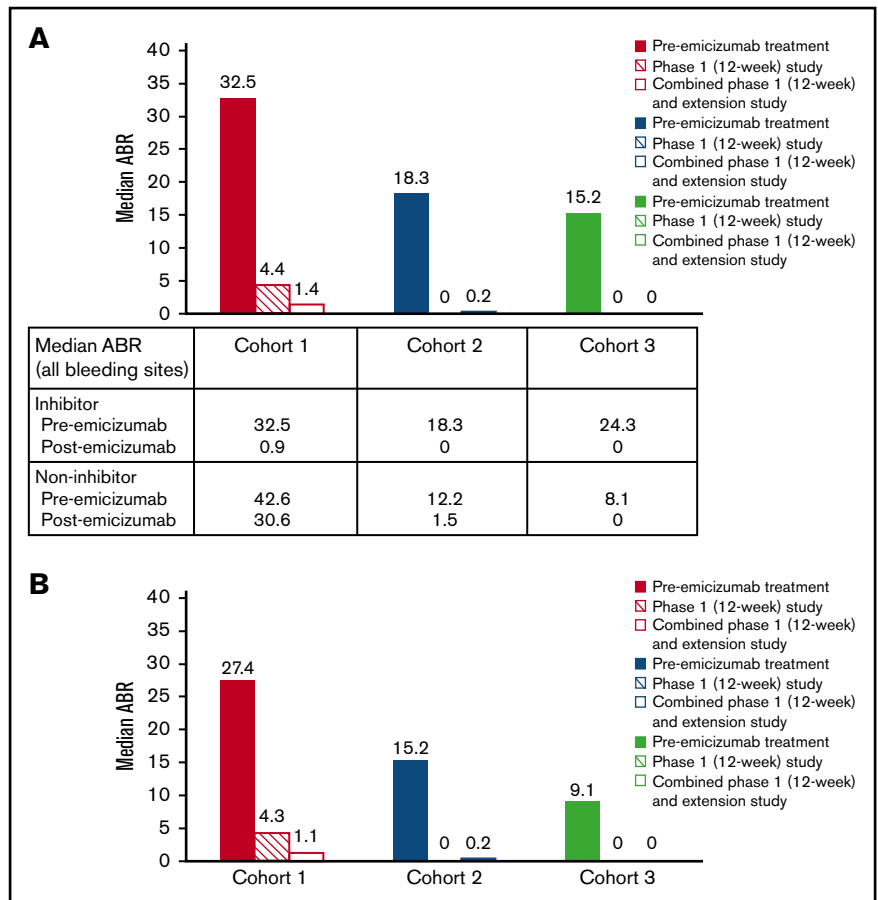 A
Median ABR
40
35
30
25
20
15
10
5
0
32.5
4.4
1.4
18.3
0
0.2
15.2
0
0
Pre-emicizumab treatment
Phase 1 (12-week) study
Combined phase 1 (12-week)
and extension study
Pre-emicizumab treatment
Phase 1 (12-week) study
Combined phase 1 (12-week)
and extension study
Pre-emicizumab treatment
Phase 1 (12-week) study
Combined phase 1 (12-week)
and extension study
Median ABR
(all bleeding sites)
Cohort 1
Cohort 2
Cohort 3
Inhibitor
Pre-emicizumab 32.5 18.3 24.3
Post-emicizumab 0.9 0 0
Non-inhibitor
Pre-emicizumab 42.6 12.2 8.1
Post-emicizumab 30.6 1.5 0
B
Median ABR
40
35
30
25
20
15
10
5
0
27.4
4.3
1.1
15.2
0
0.2
9.1
0
0
Cohort 1
Cohort 2
Cohort 3
Pre-emicizumab treatment
Phase 1 (12-week) study
Combined phase 1 (12-week)
and extension study
Pre-emicizumab treatment
Phase 1 (12-week) study
Combined phase 1 (12-week)
and extension study
Pre-emicizumab treatment
Phase 1 (12-week) study
Combined phase 1 (12-week)
and extension study